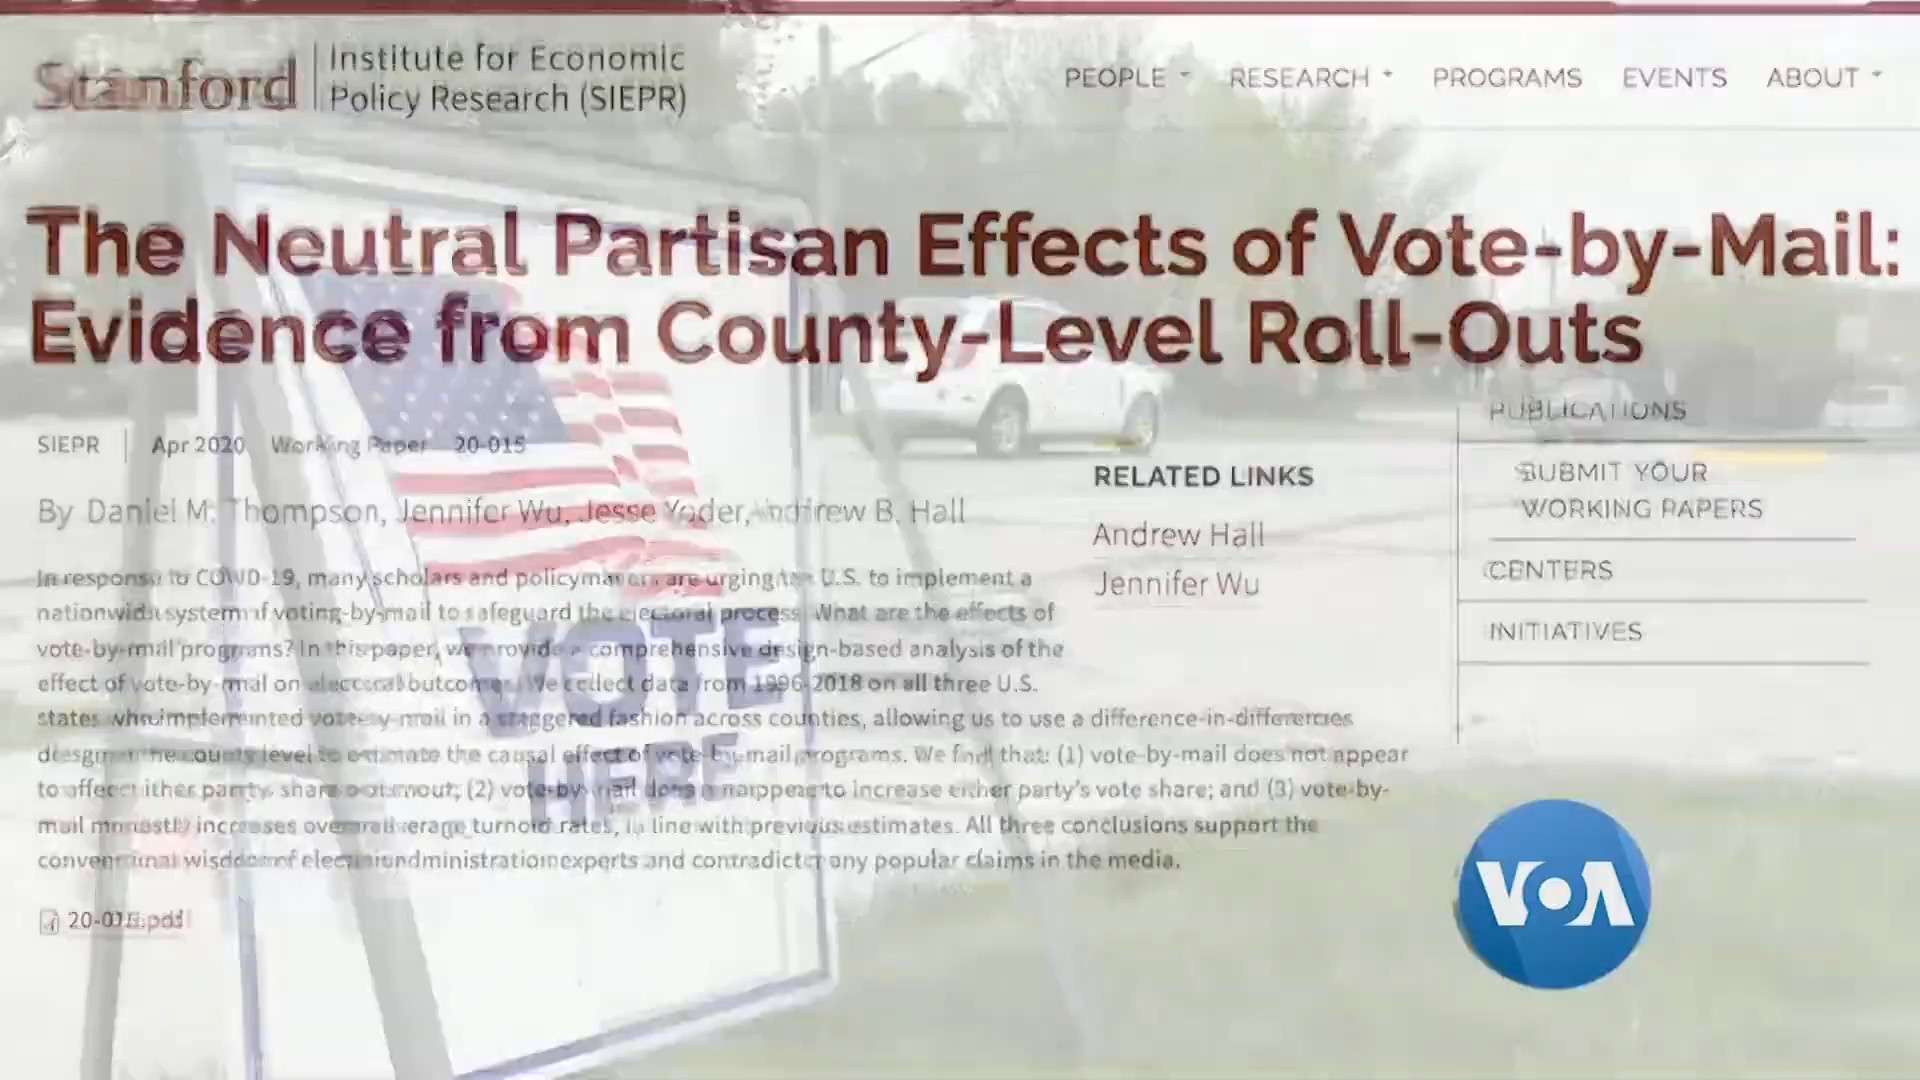 Stanford
Institute for Economic
Policy Research (SIEPR)
PEOPLE RESEARCH PROGRAMS EVENTS ABOUT
The Neutral Partisan Effects of Vote-by-Mail:
Evidence from County-Level Roll-Outs
SIEPR Apr 2020 Working Paper 20-015
By Daniel M. Thompson, Jennifer Wu, Jesse Yoder, Andrew B. Hall
In response to COVID-19, many scholars and policymakers are urging the U.S. to implement a
nationwide system of voting-by-mail to safeguard the electoral process. What are the effects of
vote-by-mail programs? In this paper, we provide a comprehensive design-based analysis of the
effect of vote-by-mail on electoral outcomes. We collect data from 1996-2018 on all three U.S.
states who implemented vote-by-mail in a staggered fashion across counties, allowing us to use a difference-in-differences
design at the county level to estimate the causal effect of vote-by-mail programs. We find that: (1) vote-by-mail does not appear
to affect either party's share of turnout; (2) vote-by-mail does not appear to increase either party's vote share; and (3) vote-by-
mail modestly increases overall average turnout rates, in line with previous estimates. All three conclusions support the
conventional wisdom of election administration experts and contradict many popular claims in the media.
20-015.pdf
RELATED LINKS
Andrew Hall
Jennifer Wu
PUBLICATIONS
SUBMIT YOUR
WORKING PAPERS
CENTERS
INITIATIVES
VOTE
HERE
VOA